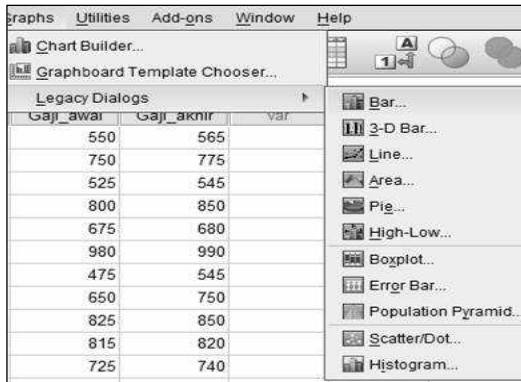 Graphs Utilities Add-ons Window Help
Chart Builder...
Graphboard Template Chooser...
Legacy Dialogs
Gaji_awal Gaji_akhir var
550 565
750 775
525 545
800 850
675 680
980 990
475 545
650 750
825 850
815 820
725 740
A
1
Bar...
3-D Bar...
Line...
Area...
Pie...
High-Low...
Boxplot...
Error Bar...
Population Pyramid...
Scatter/Dot...
Histogram...